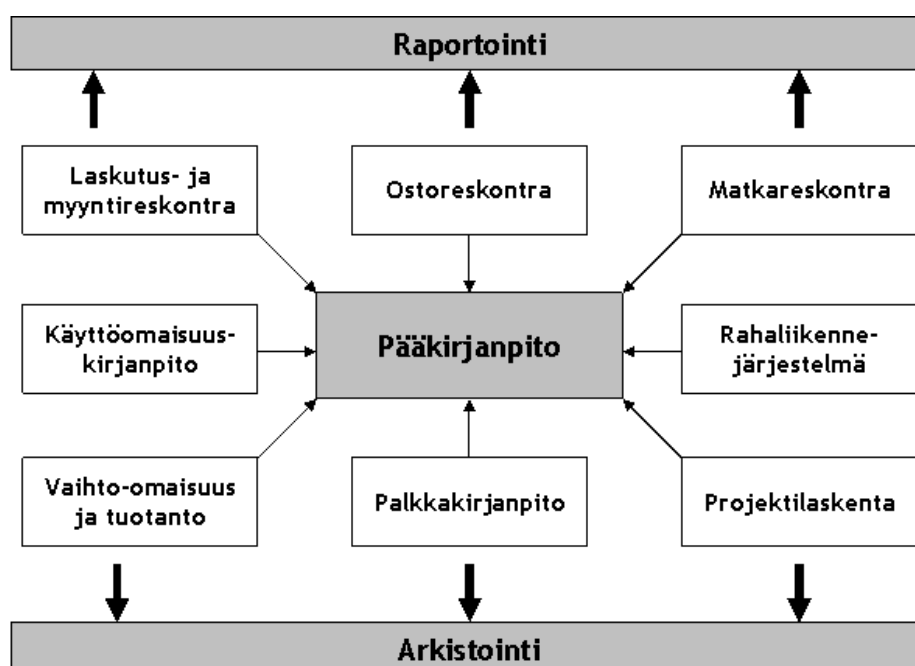 Raportointi
Laskutus- ja
myyntireskontra
Ostoreskontra
Matkareskontra
Käyttöomaisuus-
kirjanpito
Pääkirjanpito
Rahaliikenne-
järjestelmä
Vaihto-omaisuus
ja tuotanto
Palkkakirjanpito
Projektilaskenta
Arkistointi